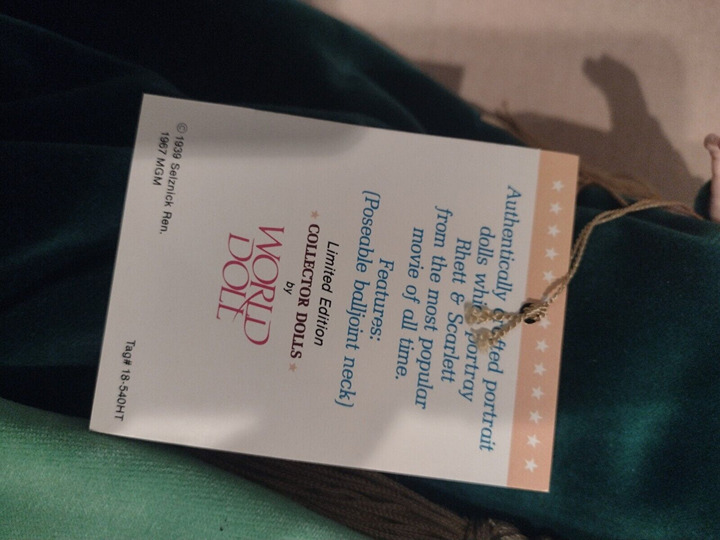 Authentically
dolls portrait
Rhett & Scarlett portray
from the most popular
movie of all time.
Features:
(Poseable balljoint neck)
Limited Edition
COLLECTOR DOLLS
by
WORLD
DOLL
© 1939 Selznick Ren.
1967 MGM
Tag# 18-540HT